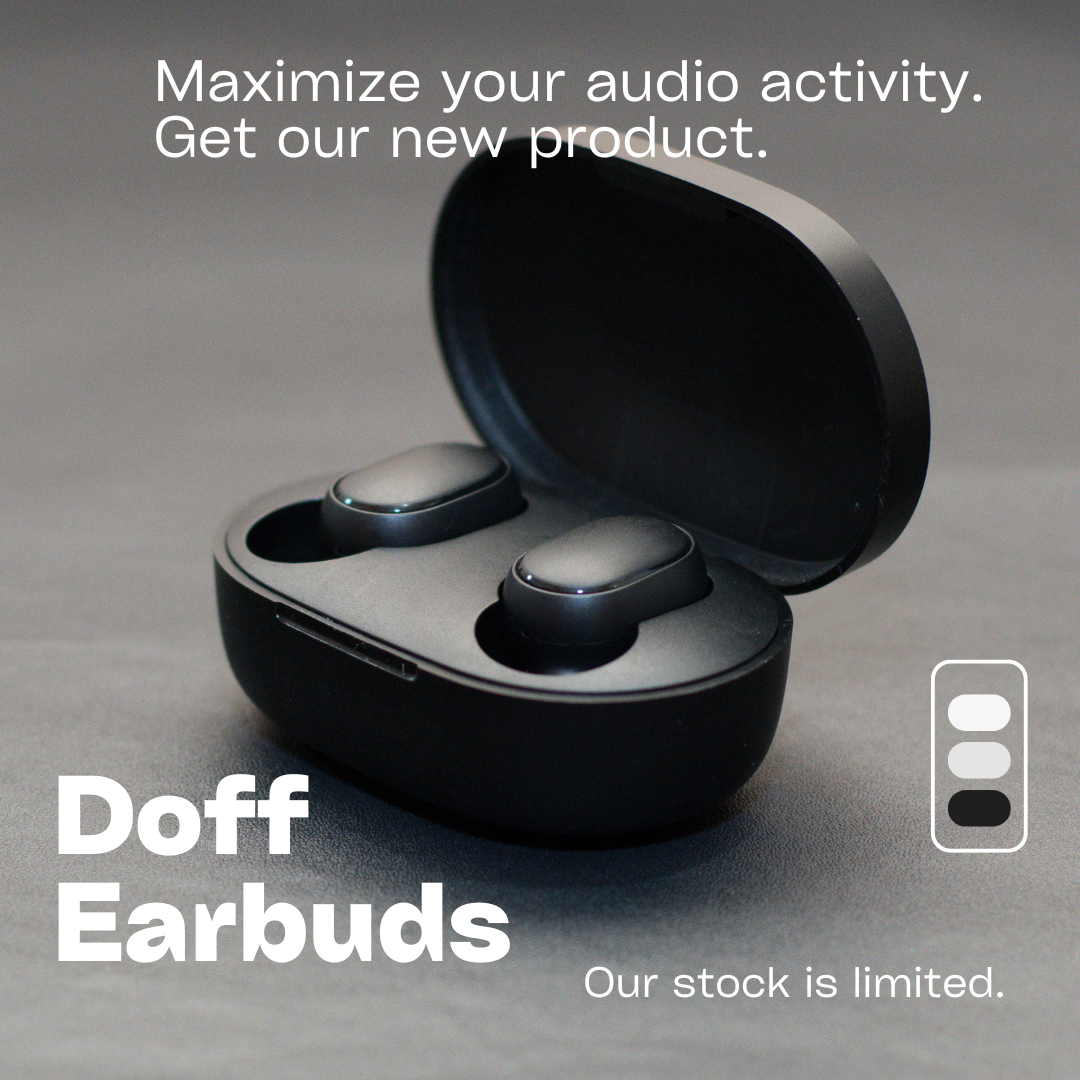 Maximize your audio activity.
Get our new product.
Doff
Earbuds
Our stock is limited.